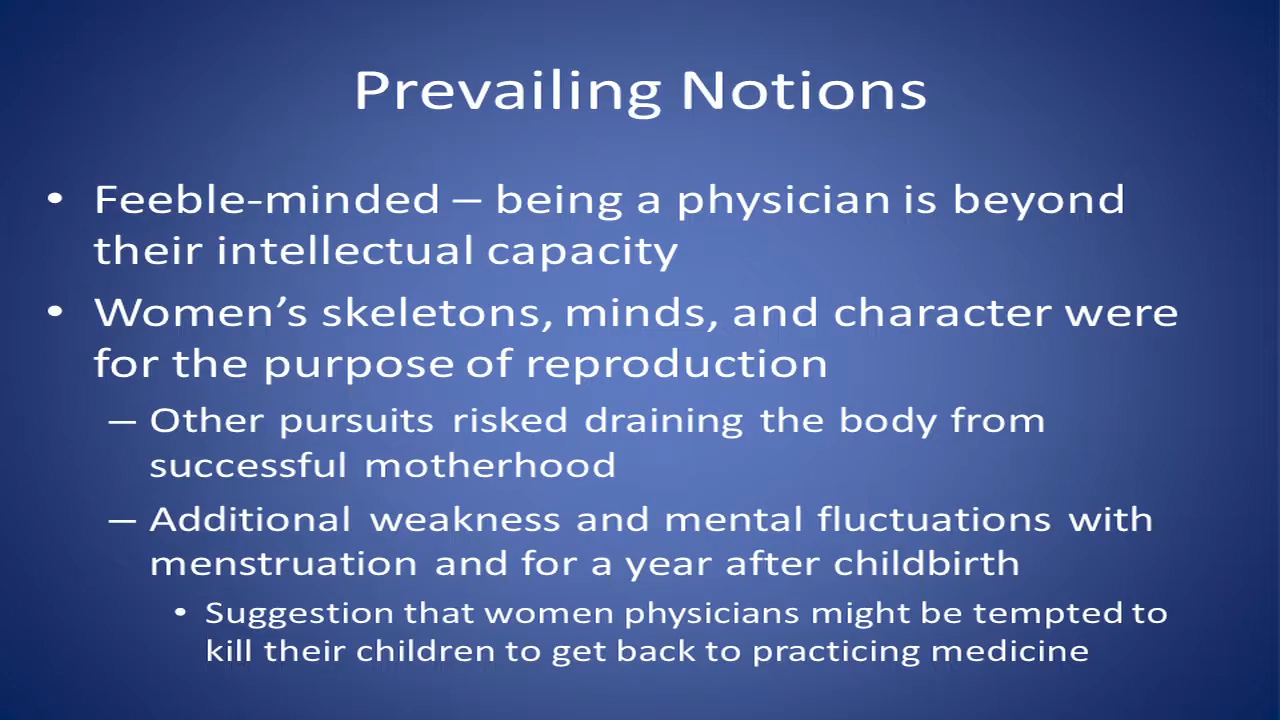 Prevailing Notions
• Feeble-minded – being a physician is beyond
their intellectual capacity
• Women’s skeletons, minds, and character were
for the purpose of reproduction
– Other pursuits risked draining the body from
successful motherhood
– Additional weakness and mental fluctuations with
menstruation and for a year after childbirth
• Suggestion that women physicians might be tempted to
kill their children to get back to practicing medicine